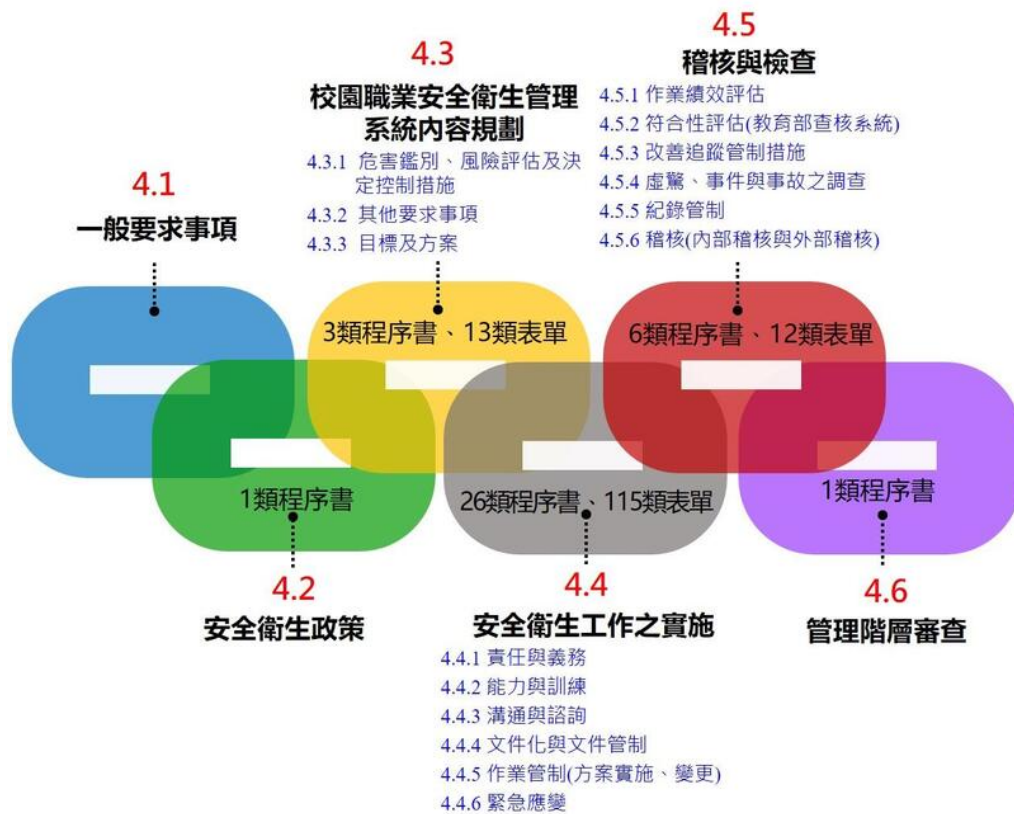 4.1
一般要求事項
4.3
校園職業安全衛生管理
系統內容規劃
4.3.1 危害鑑別、風險評估及決
定控制措施
4.3.2 其他要求事項
4.3.3 目標及方案
4.5
稽核與檢查
4.5.1 作業績效評估
4.5.2 符合性評估(教育部查核系統)
4.5.3 改善追蹤管制措施
4.5.4 虛驚、事件與事故之調查
4.5.5 紀錄管制
4.5.6 稽核(內部稽核與外部稽核)
3類程序書、13類表單
6類程序書、12類表單
1類程序書
26類程序書、115類表單
1類程序書
4.2
安全衛生政策
4.4
安全衛生工作之實施
4.4.1 責任與義務
4.4.2 能力與訓練
4.4.3 溝通與諮詢
4.4.4 文件化與文件管制
4.4.5 作業管制(方案實施、變更)
4.4.6 緊急應變
4.6
管理階層審查